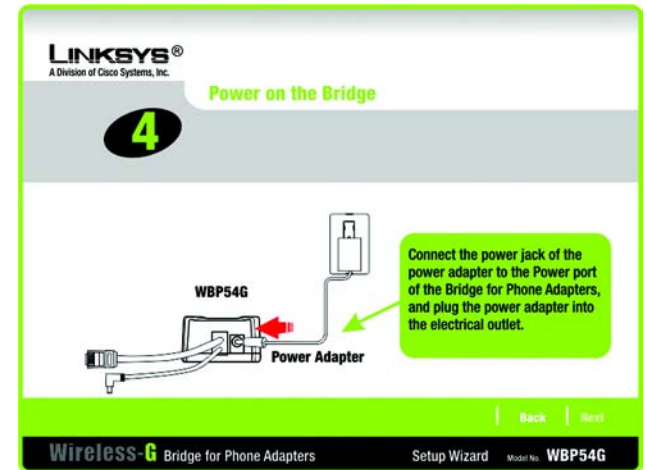 LINKSYS®
A Division of Cisco Systems, Inc.
Power on the Bridge
4
Connect the power jack of the
power adapter to the Power port
of the Bridge for Phone Adapters,
and plug the power adapter into
the electrical outlet.
WBP54G
Power Adapter
Back
Next
Wireless-G Bridge for Phone Adapters
Setup Wizard
Model No. WBP54G